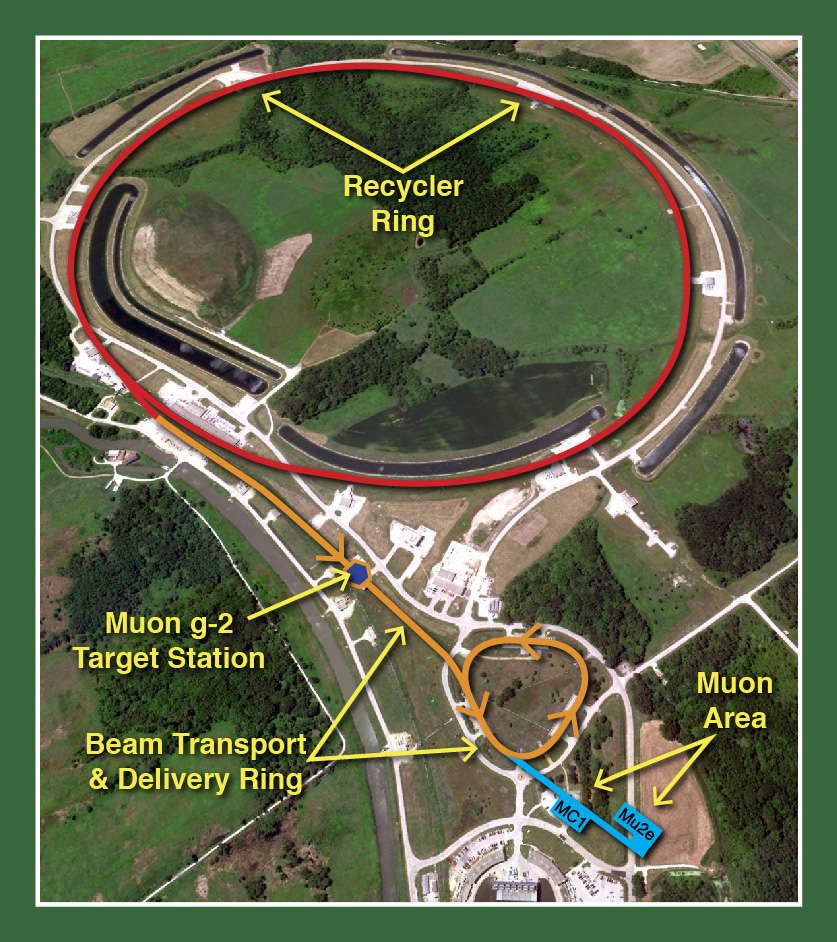 Recycler
Ring
Muon g-2
Target Station
Muon
Area
Beam Transport
& Delivery Ring
MC1
Mu2e